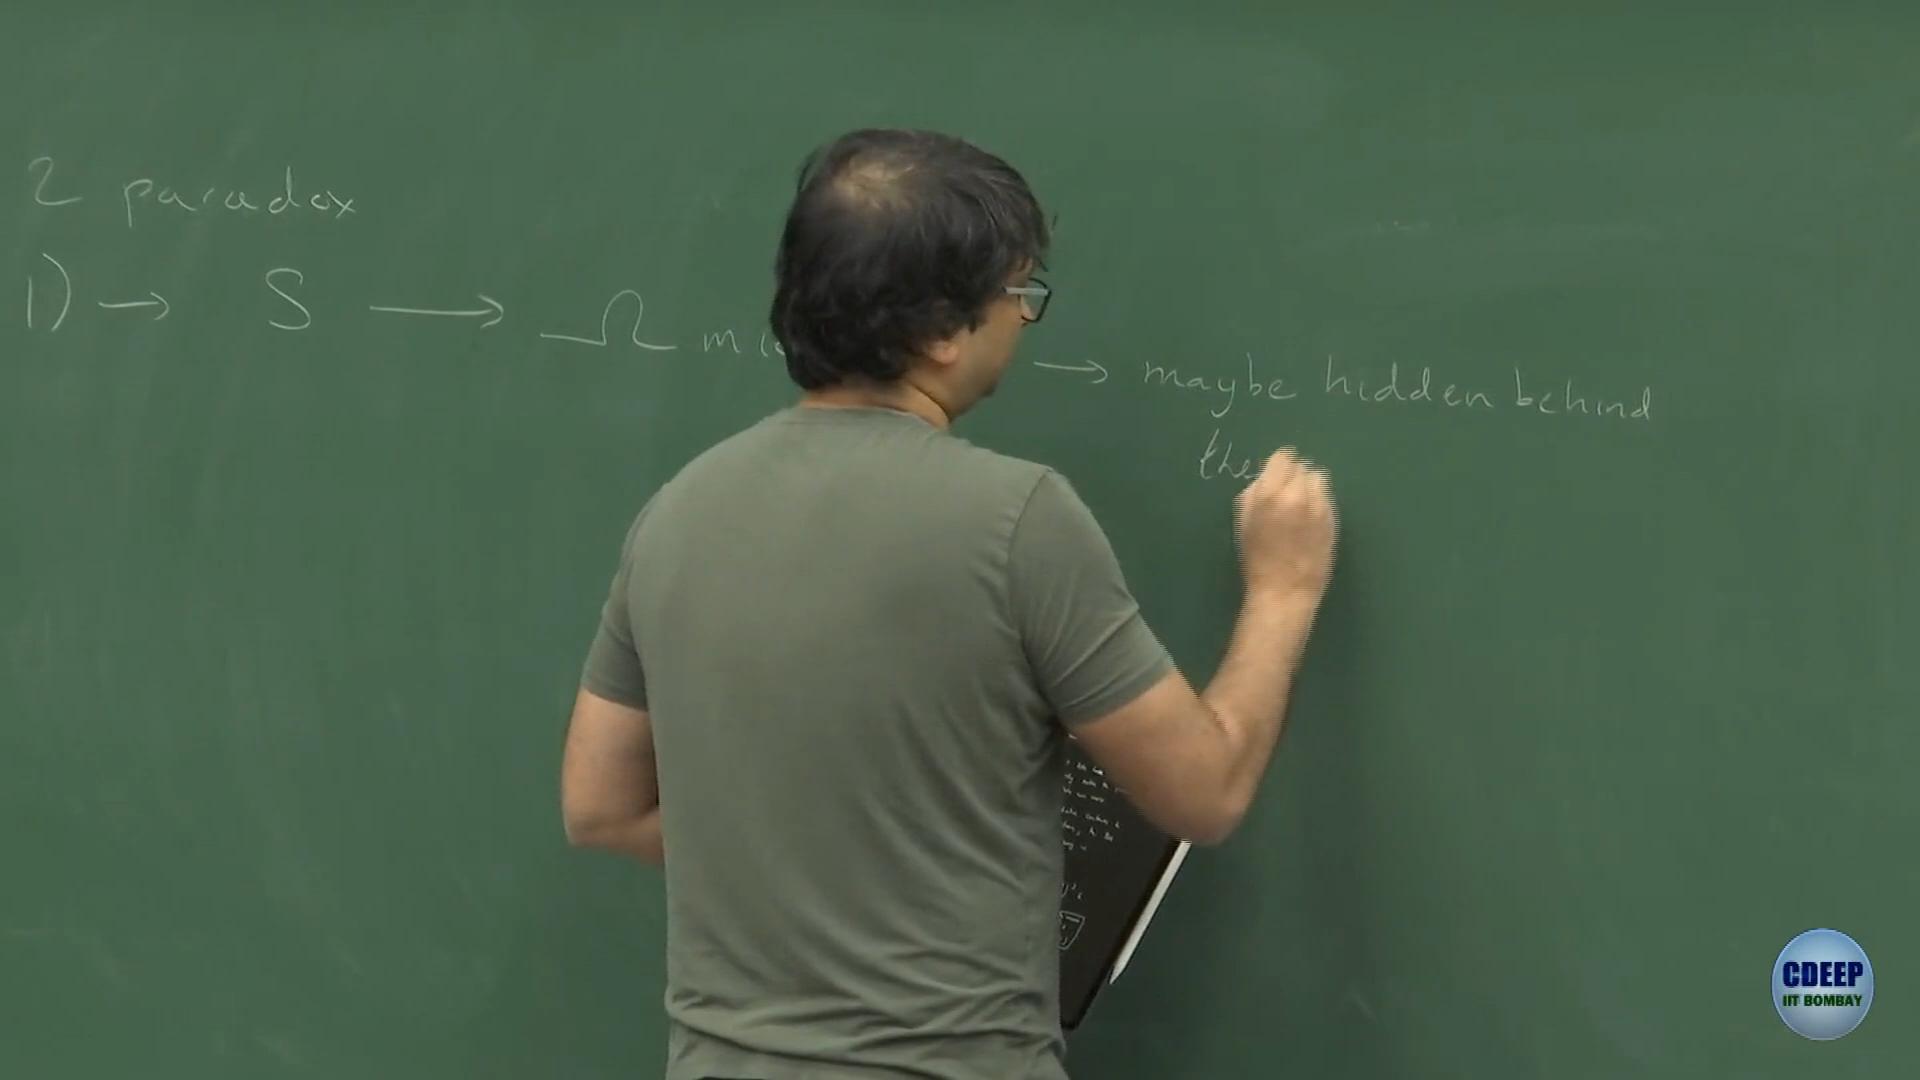 2 paradox
1) → S → Ω
→ maybe hidden behind
the
CDEEP
IIT BOMBAY